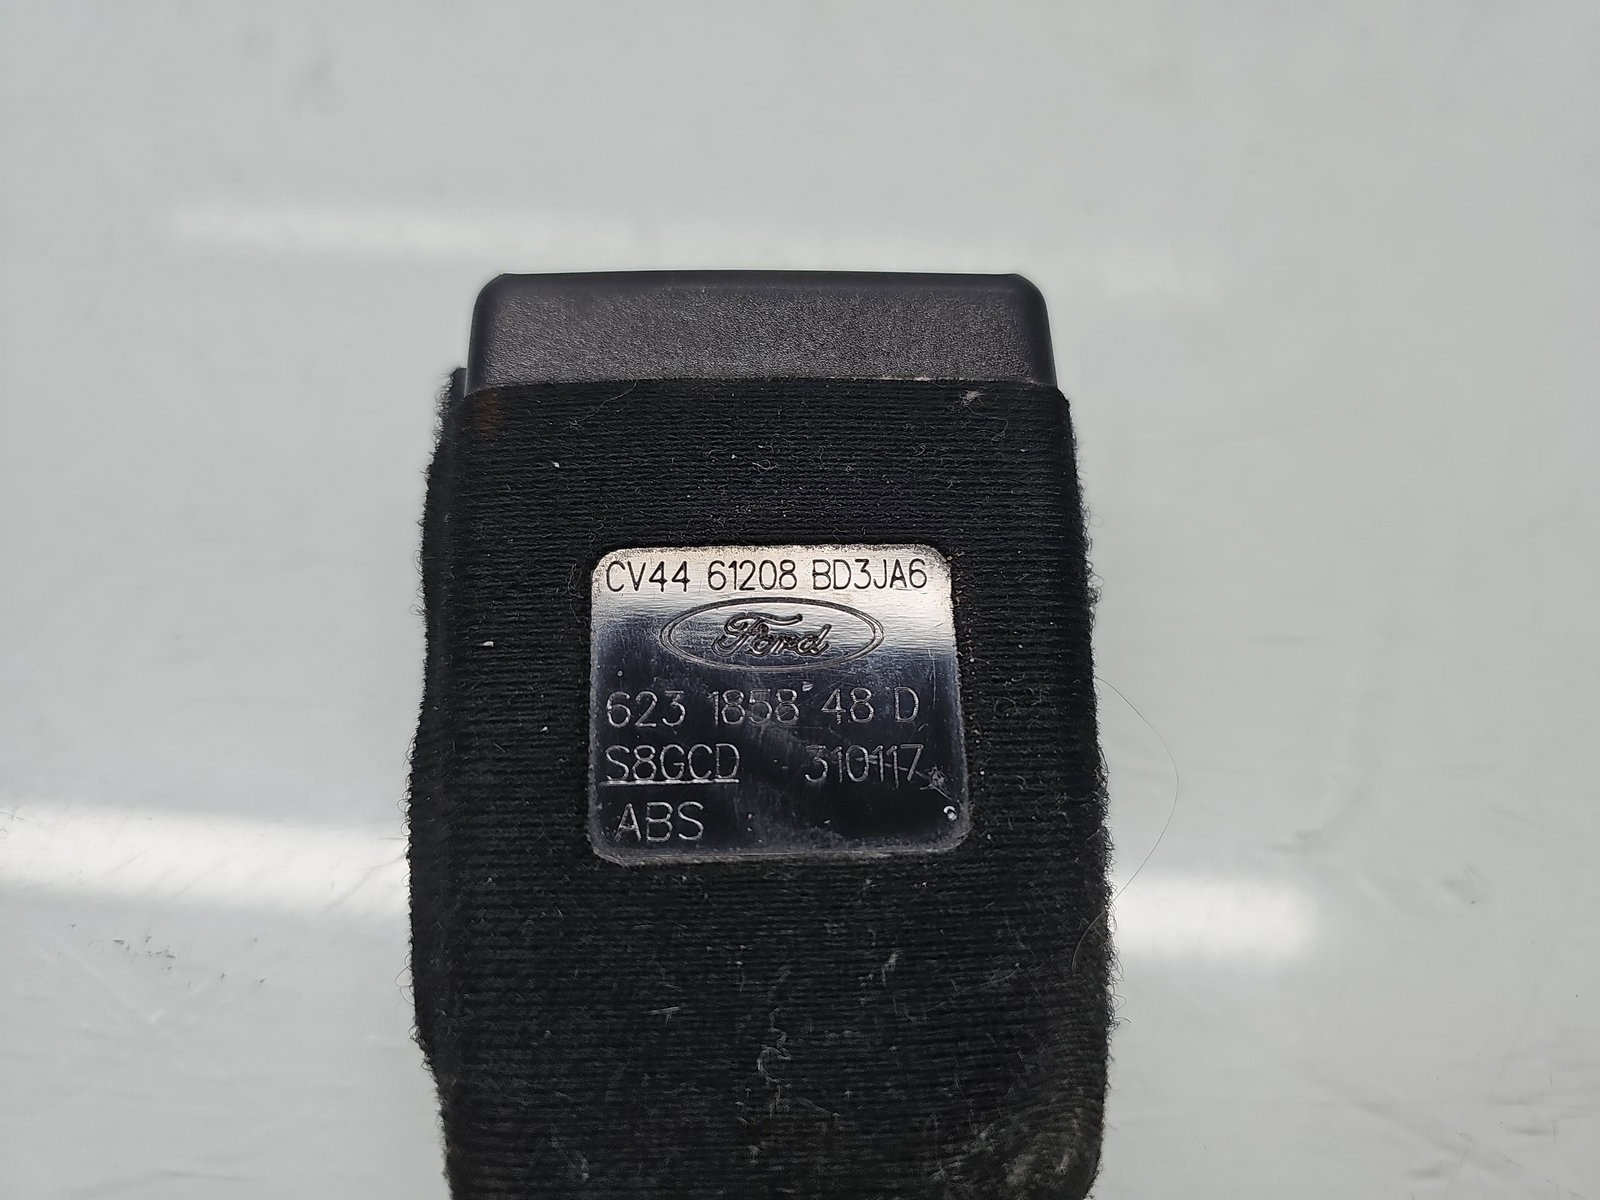 CV44 61208 BD3JA6
Ford
623 1858 48 D
S8GCD 310117
ABS